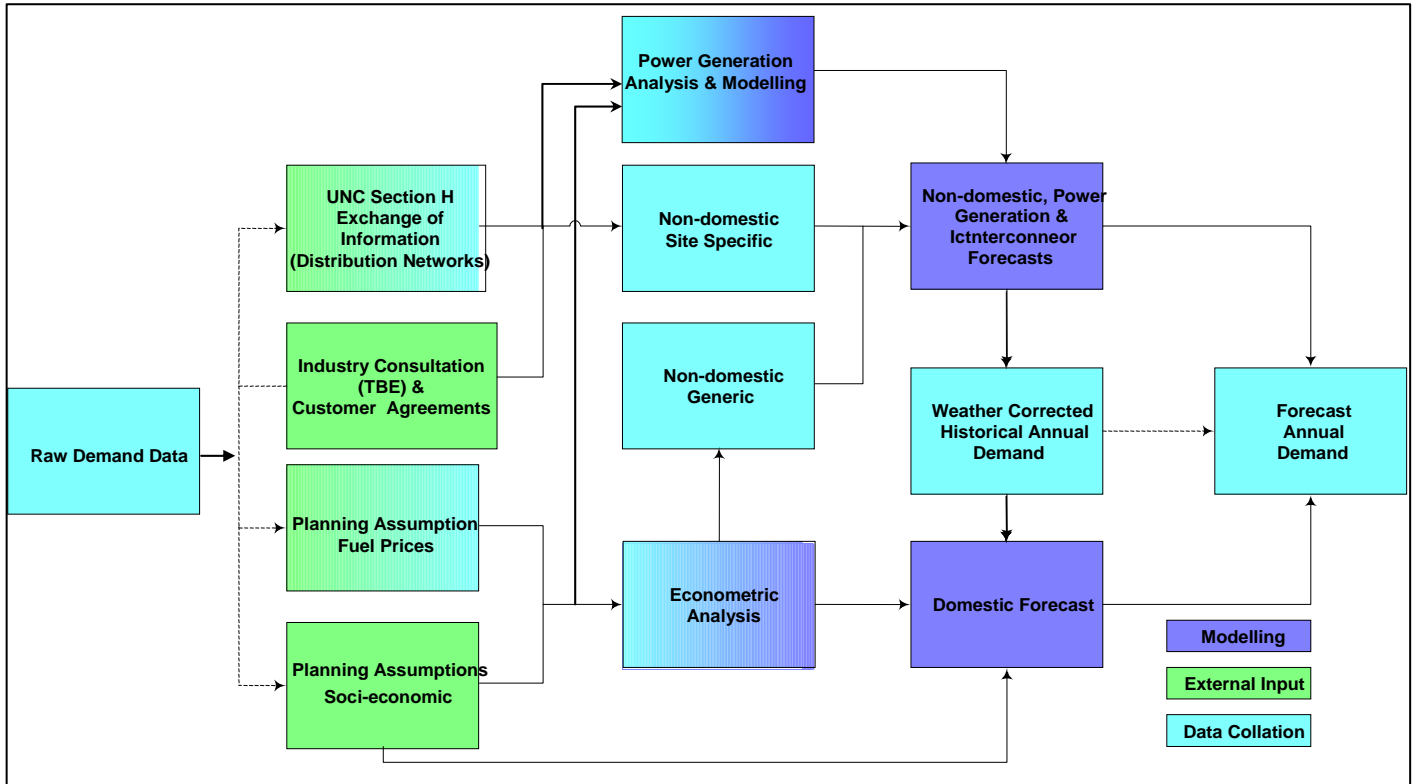 Power Generation
Analysis & Modelling
UNC Section H
Exchange of
Information
(Distribution Networks)
Non-domestic
Site Specific
Non-domestic, Power
Generation &
Ictnterconneor
Forecasts
Industry Consultation
(TBE) &
Customer Agreements
Non-domestic
Generic
Raw Demand Data
Weather Corrected
Historical Annual
Demand
Forecast
Annual
Demand
Planning Assumption
Fuel Prices
Econometric
Analysis
Domestic Forecast
Planning Assumptions
Soci-economic
Modelling
External Input
Data Collation